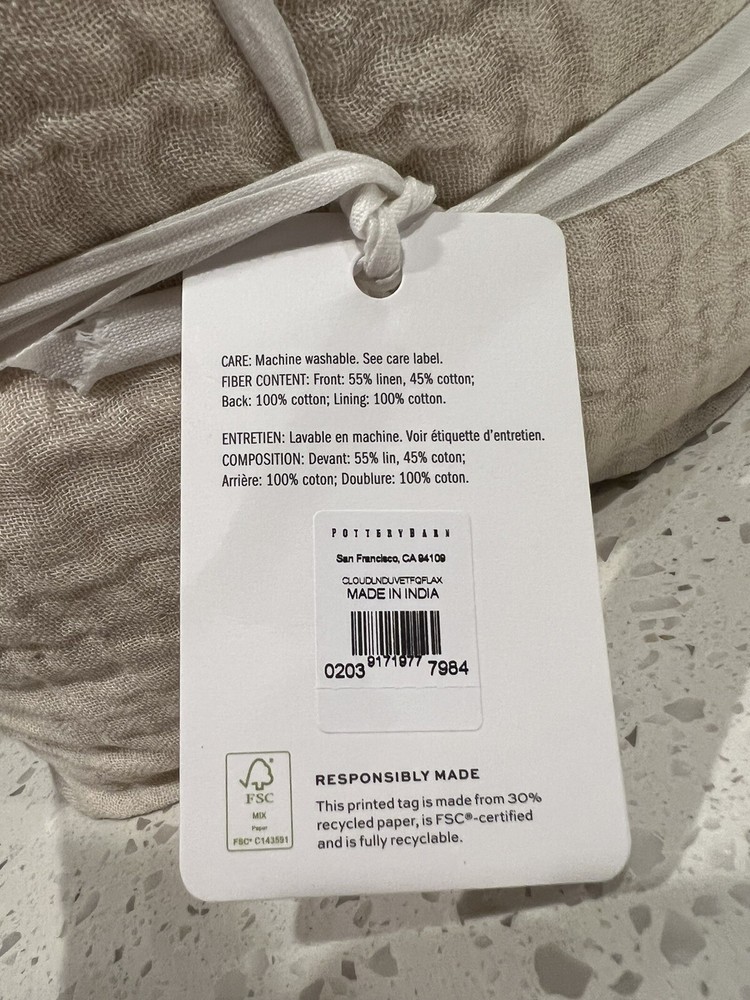 CARE: Machine washable. See care label.
FIBER CONTENT: Front: 55% linen, 45% cotton;
Back: 100% cotton; Lining: 100% cotton.
ENTRETIEN: Lavable en machine. Voir étiquette d'entretien.
COMPOSITION: Devant: 55% lin, 45% coton;
Arrière: 100% coton; Doublure: 100% coton.
POTTERYBARN
San Francisco, CA 94109
CLOUDLNDUVETFQFLAX
MADE IN INDIA
0203 9171977 7984
FSC
MIX
Paper
FSC® C143591
RESPONSIBLY MADE
This printed tag is made from 30%
recycled paper, is FSC®-certified
and is fully recyclable.